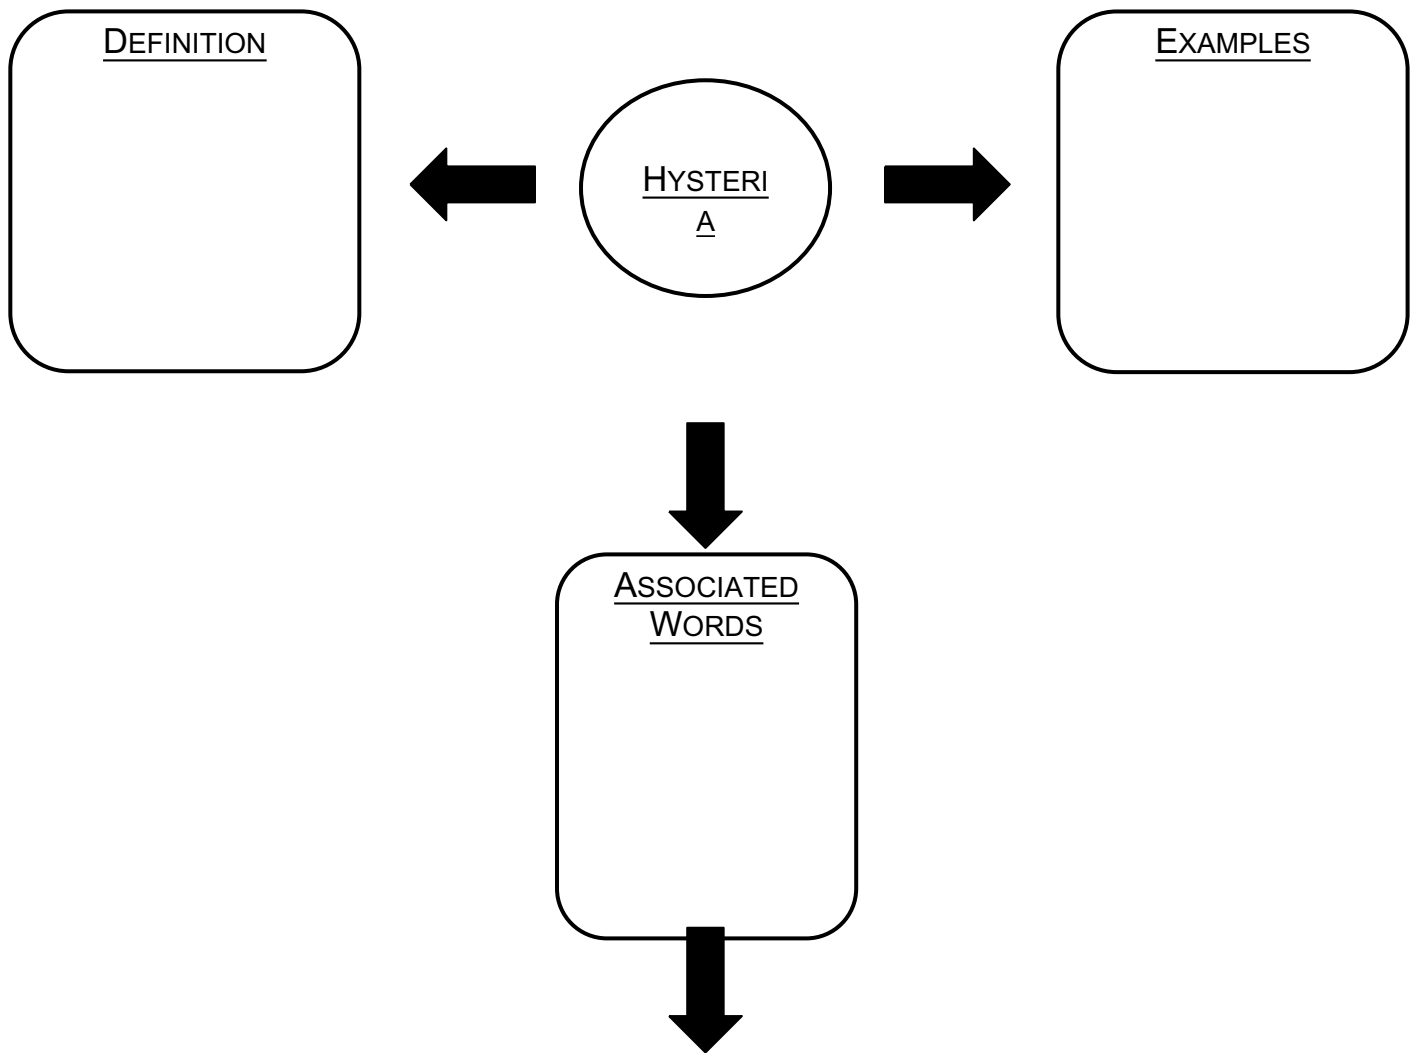 DEFINITION
EXAMPLES
HYSTERI
A
ASSOCIATED
WORDS